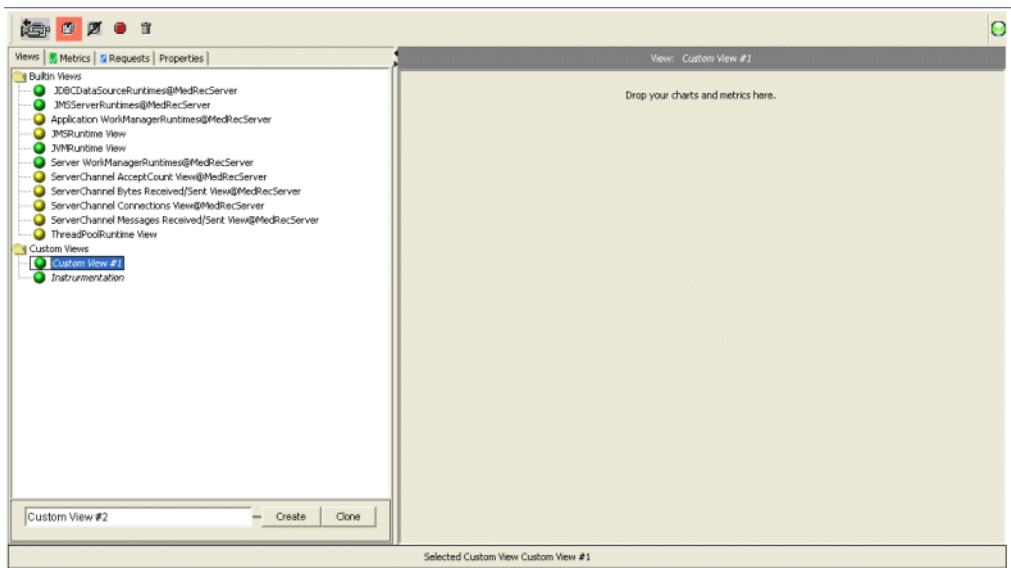 Views Metrics Requests Properties
Builtin Views
JDBCDataSourceRuntimes@MedRecServer
JMSServerRuntimes@MedRecServer
Application WorkManagerRuntimes@MedRecServer
JMSRuntime View
JVMRuntime View
Server WorkManagerRuntimes@MedRecServer
ServerChannel AcceptCount View@MedRecServer
ServerChannel Bytes Received/Sent View@MedRecServer
ServerChannel Connections View@MedRecServer
ServerChannel Messages Received/Sent View@MedRecServer
ThreadPoolRuntime View
Custom Views
Custom View #1
Instrurmentation
Custom View #2
Create Clone
View: Custom View #1
Drop your charts and metrics here.
Selected Custom View Custom View #1